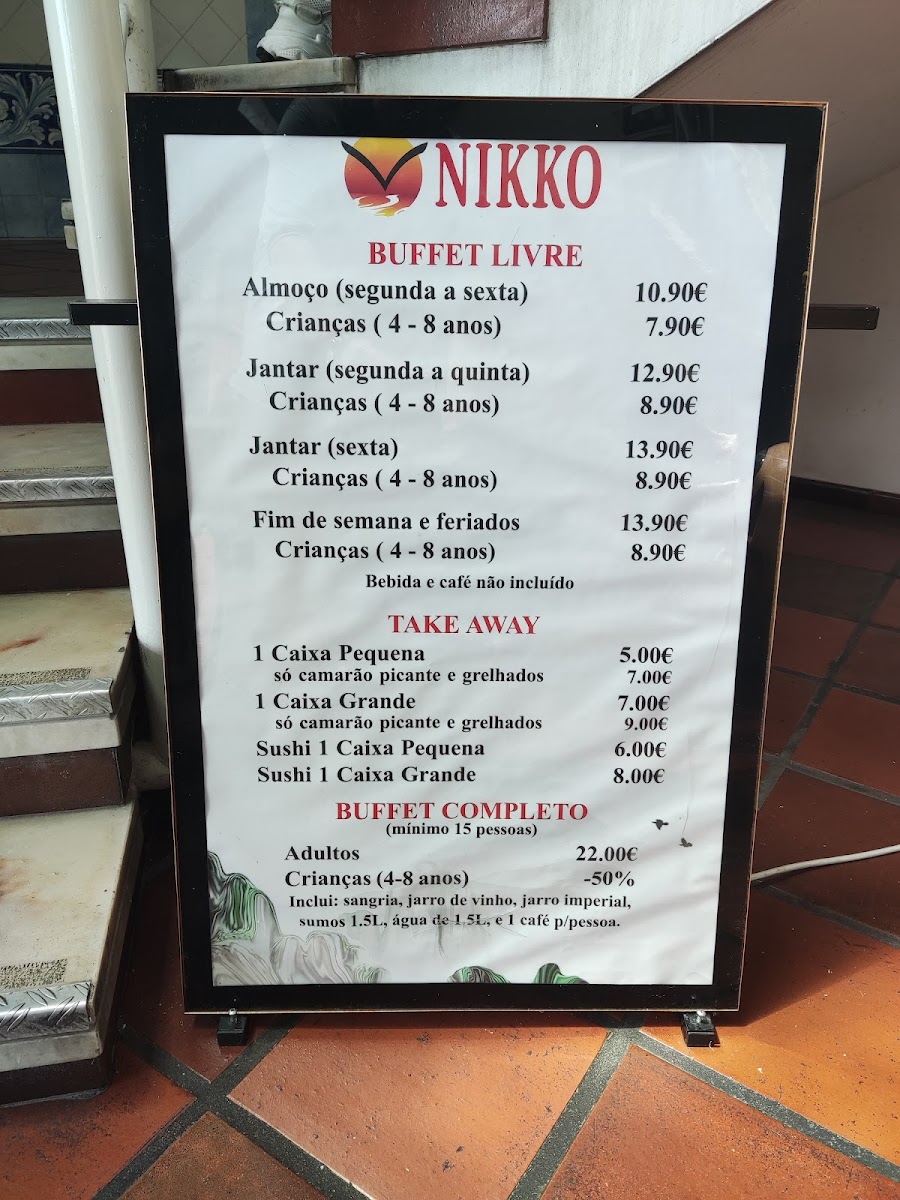 NIKKO
BUFFET LIVRE
Almoço (segunda a sexta) 10.90€
Crianças ( 4 - 8 anos) 7.90€
Jantar (segunda a quinta) 12.90€
Crianças ( 4 - 8 anos) 8.90€
Jantar (sexta) 13.90€
Crianças ( 4 - 8 anos) 8.90€
Fim de semana e feriados 13.90€
Crianças ( 4 - 8 anos) 8.90€
Bebida e café não incluído
TAKE AWAY
1 Caixa Pequena 5.00€
só camarão picante e grelhados 7.00€
1 Caixa Grande 7.00€
só camarão picante e grelhados 9.00€
Sushi 1 Caixa Pequena 6.00€
Sushi 1 Caixa Grande 8.00€
BUFFET COMPLETO
(mínimo 15 pessoas)
Adultos 22.00€
Crianças (4-8 anos) -50%
Inclui: sangria, jarro de vinho, jarro imperial,
sumos 1.5L, água de 1,5L, e 1 café p/pessoa.